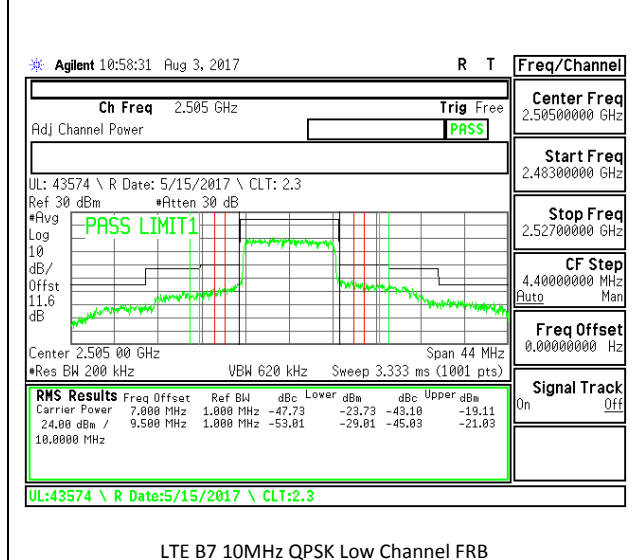 Agilent 10:58:31 Aug 3, 2017 R T
Freq/Channel
Ch Freq 2.505 GHz Trig Free
Adj Channel Power PASS
Center Freq
2.50500000 GHz
Start Freq
2.48300000 GHz
Stop Freq
2.52700000 GHz
CF Step
4.40000000 MHz
Auto Man
Freq Offset
0.00000000 Hz
Signal Track
On Off
UL: 43574 \ R Date: 5/15/2017 \ CLT: 2.3
Ref 30 dBm #Atten 30 dB
#Avg
Log
10
dB/
Offst
11.6
dB
PASS LIMIT1
Center 2.505 00 GHz Span 44 MHz
#Res BW 200 kHz VBW 620 kHz Sweep 3.333 ms (1001 pts)
RMS Results Freq Offset Ref BW dBc Lower dBm dBc Upper dBm
Carrier Power 7.000 MHz 1.000 MHz -47.73 -23.73 -43.10 -19.11
24.00 dBm / 9.500 MHz 1.000 MHz -53.01 -29.01 -45.03 -21.03
10.0000 MHz
UL:43574 \ R Date:5/15/2017 \ CLT:2.3
LTE B7 10MHz QPSK Low Channel FRB